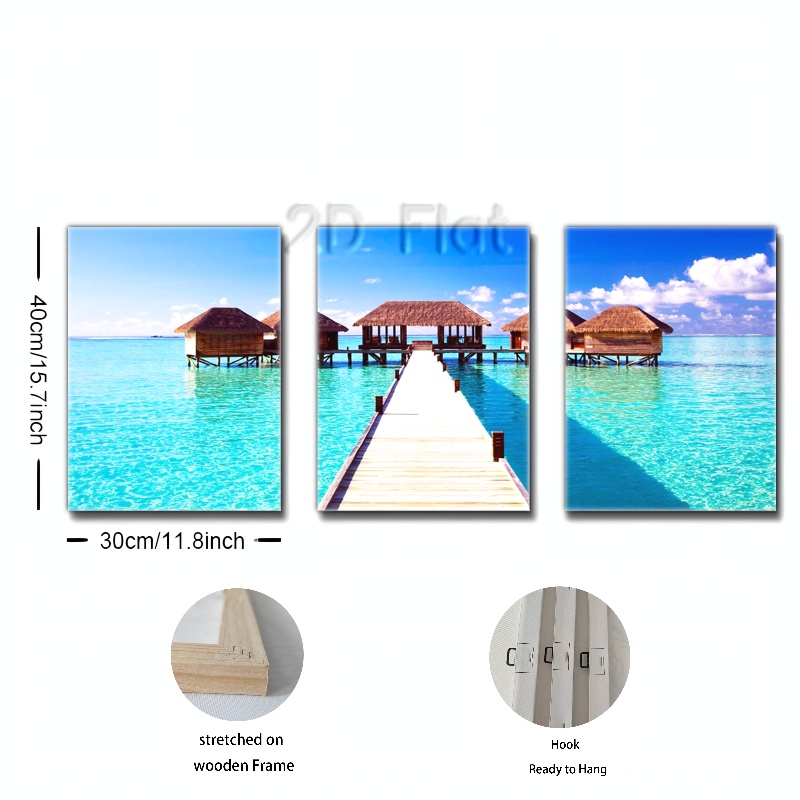 2D Flat
40cm/15.7inch
30cm/11.8inch
stretched on
wooden Frame
Hook
Ready to Hang